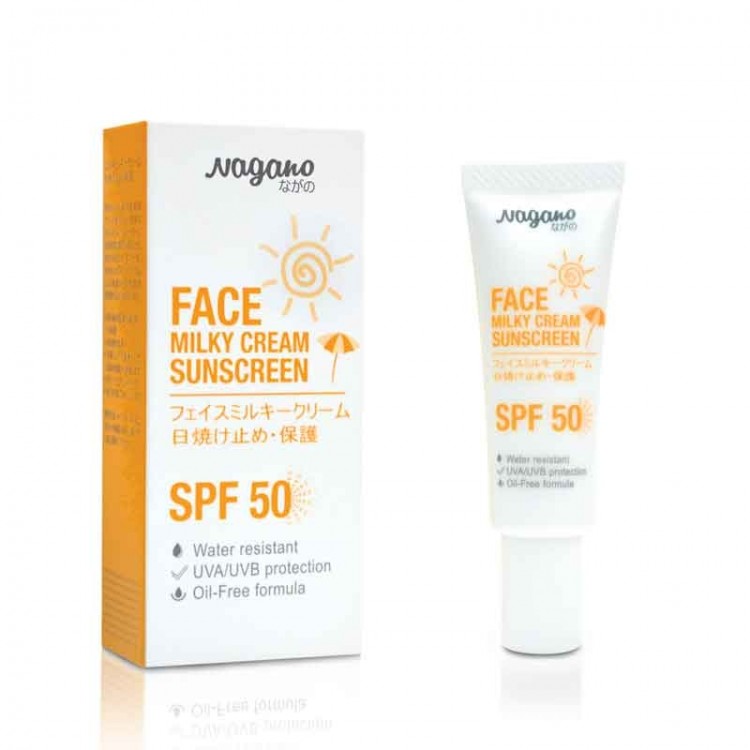 Nagano
ながの
FACE
MILKY CREAM
SUNSCREEN
フェイスミルキークリーム
日焼け止め・保護
SPF 50
Water resistant
UVA/UVB protection
Oil-Free formula
Nagano
ながの
FACE
MILKY CREAM
SUNSCREEN
フェイスミルキークリーム
日焼け止め・保護
SPF 50
Water resistant
UVA/UVB protection
Oil-Free formula